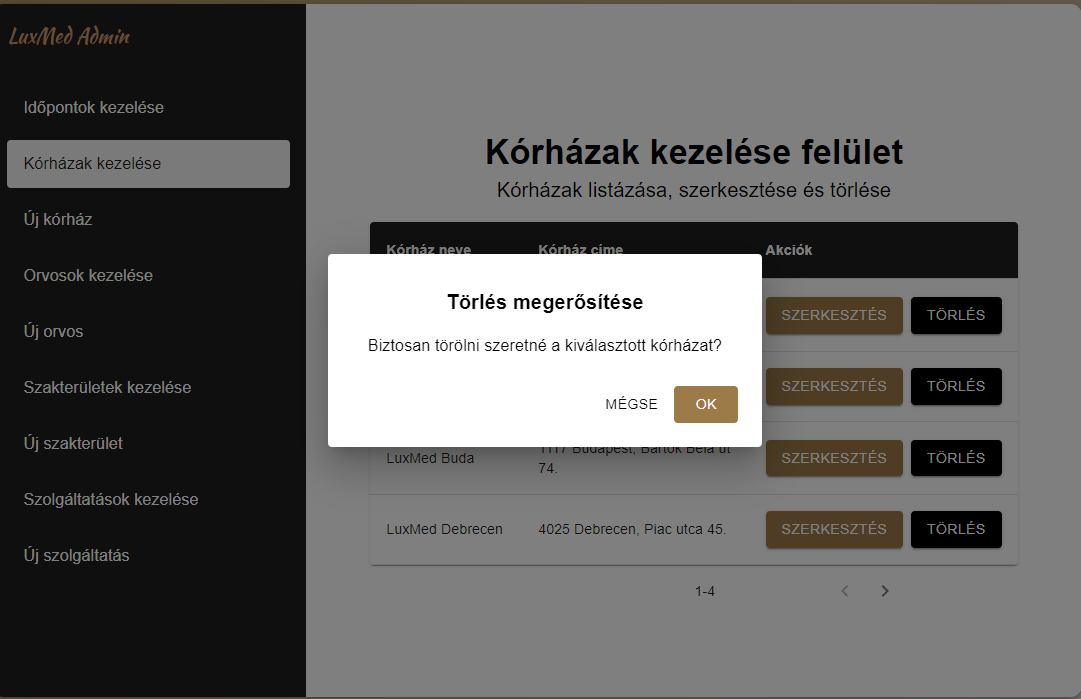 LuxMed Admin
Időpontok kezelése
Kórházak kezelése
Új kórház
Orvosok kezelése
Új orvos
Szakterületek kezelése
Új szakterület
Szolgáltatások kezelése
Új szolgáltatás
Kórházak kezelése felület
Kórházak listázása, szerkesztése és törlése
Kórház neve Kórház címe Akciók
SZERKESZTÉS TÖRLÉS
SZERKESZTÉS TÖRLÉS
Törlés megerősítése
Biztosan törölni szeretné a kiválasztott kórházat?
MÉGSE OK
LuxMed Buda 1117 Budapest, Bartók Béla út
74.
SZERKESZTÉS TÖRLÉS
LuxMed Debrecen 4025 Debrecen, Piac utca 45. SZERKESZTÉS TÖRLÉS
1-4